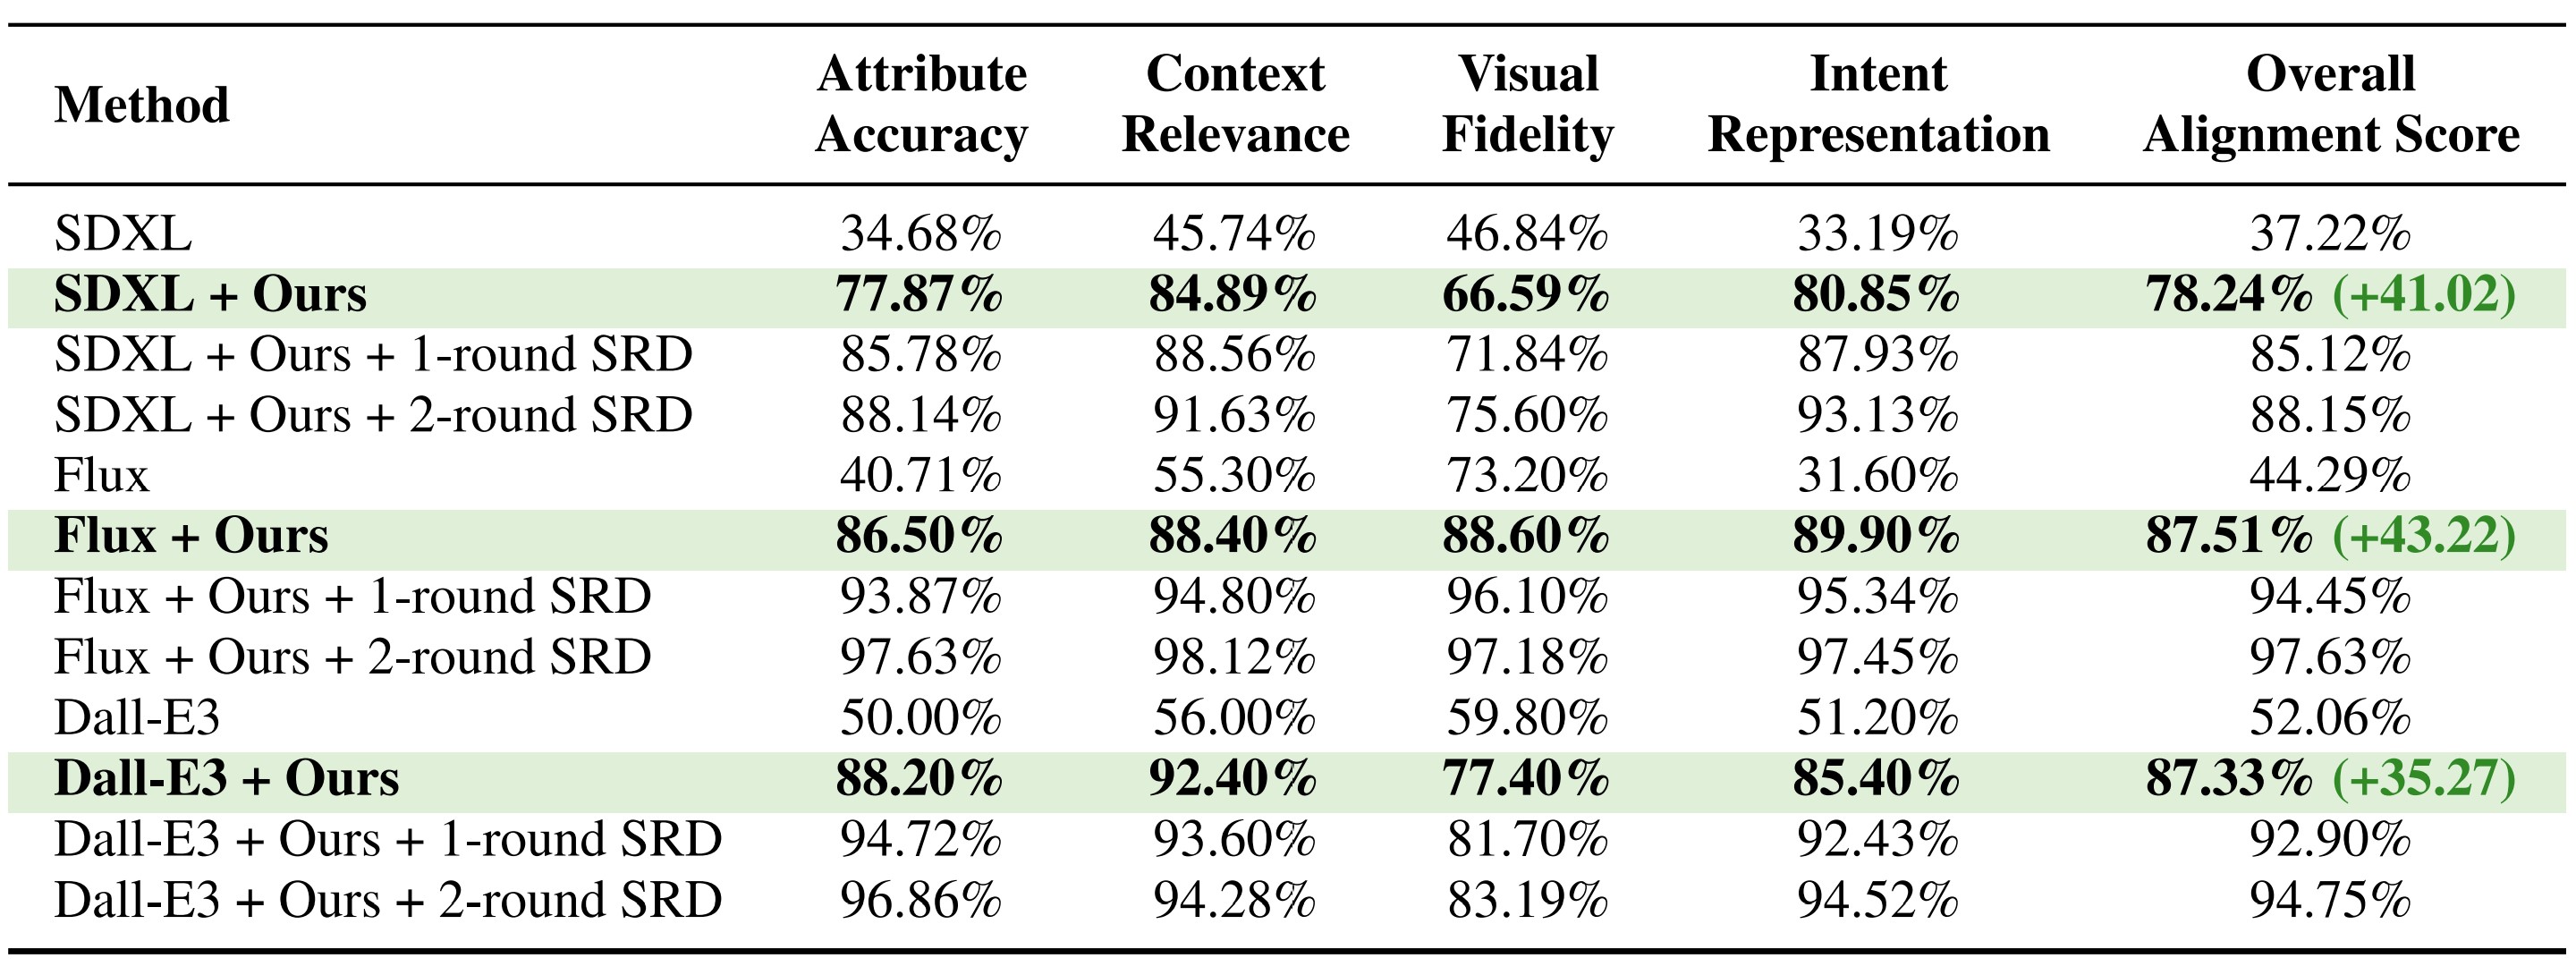 Method Attribute Accuracy Context Relevance Visual Fidelity Intent Representation Overall Alignment Score
SDXL 34.68% 45.74% 46.84% 33.19% 37.22%
SDXL + Ours 77.87% 84.89% 66.59% 80.85% 78.24% (+41.02)
SDXL + Ours + 1-round SRD 85.78% 88.56% 71.84% 87.93% 85.12%
SDXL + Ours + 2-round SRD 88.14% 91.63% 75.60% 93.13% 88.15%
Flux 40.71% 55.30% 73.20% 31.60% 44.29%
Flux + Ours 86.50% 88.40% 88.60% 89.90% 87.51% (+43.22)
Flux + Ours + 1-round SRD 93.87% 94.80% 96.10% 95.34% 94.45%
Flux + Ours + 2-round SRD 97.63% 98.12% 97.18% 97.45% 97.63%
Dall-E3 50.00% 56.00% 59.80% 51.20% 52.06%
Dall-E3 + Ours 88.20% 92.40% 77.40% 85.40% 87.33% (+35.27)
Dall-E3 + Ours + 1-round SRD 94.72% 93.60% 81.70% 92.43% 92.90%
Dall-E3 + Ours + 2-round SRD 96.86% 94.28% 83.19% 94.52% 94.75%